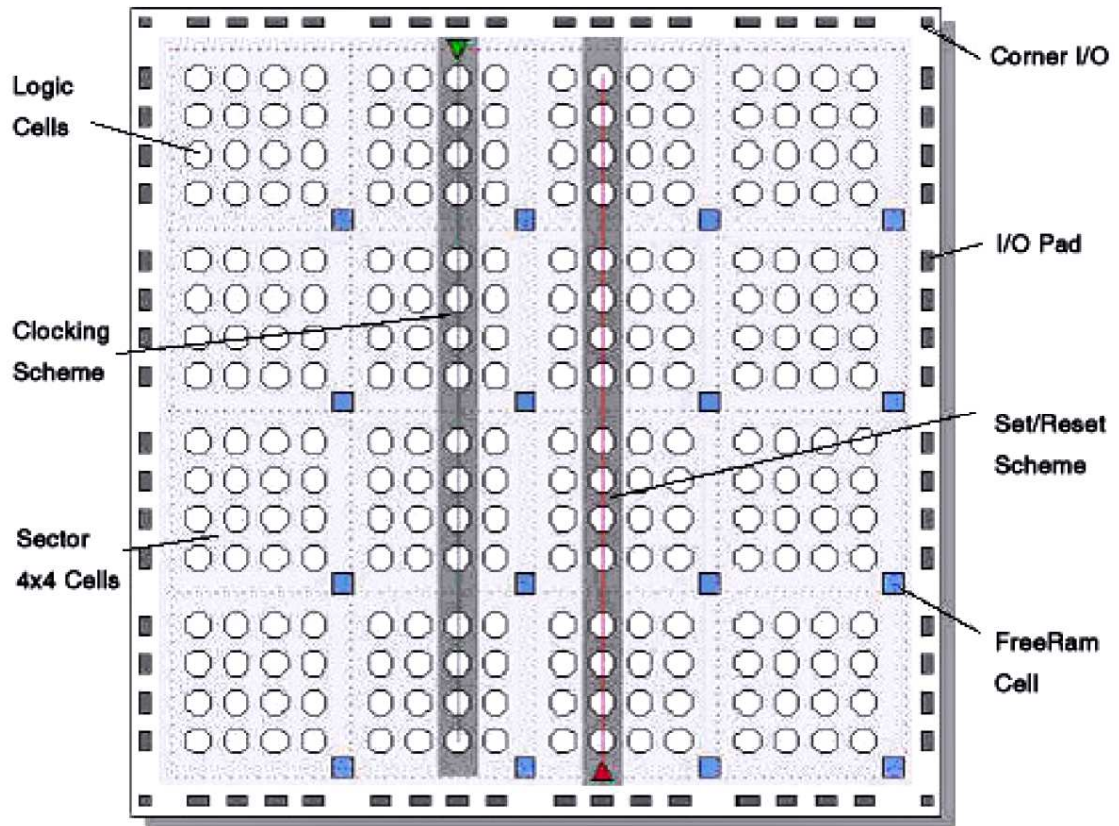 Corner I/O
Logic
Cells
I/O Pad
Clocking
Scheme
Set/Reset
Scheme
Sector
4x4 Cells
FreeRam
Cell